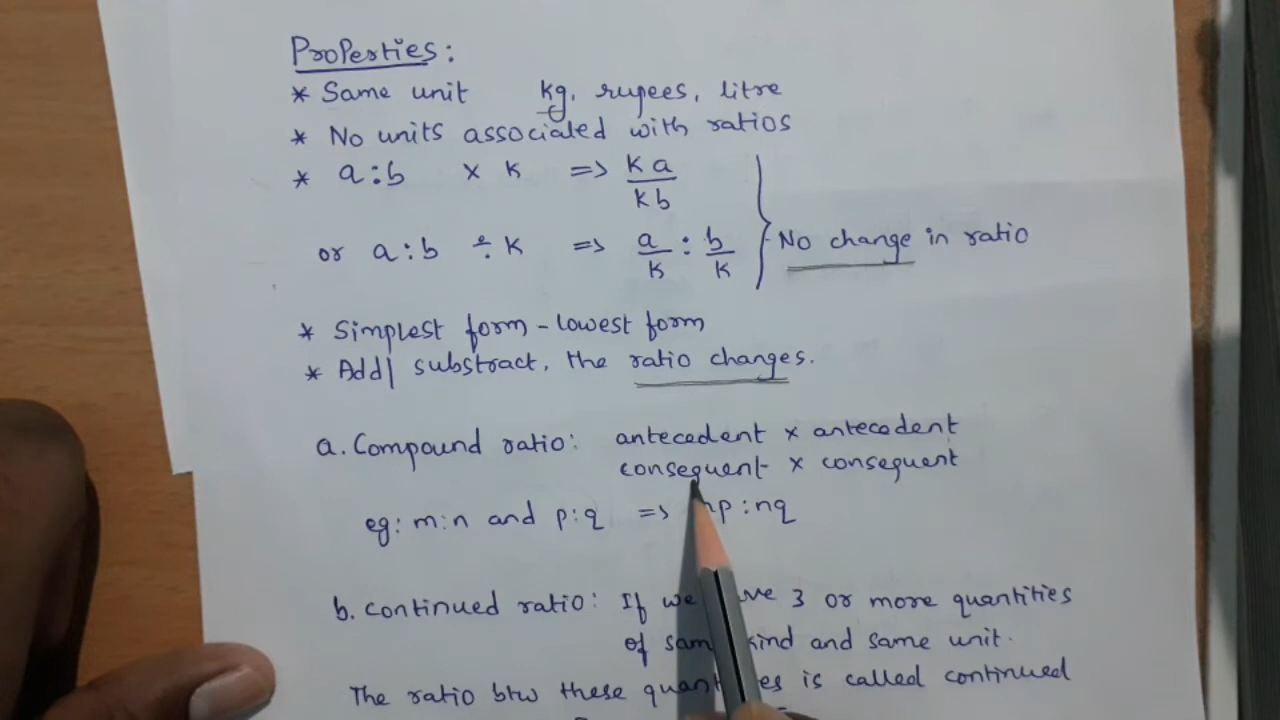 Properties:
* Same unit kg, rupees, litre
* No units associated with ratios
* a:b x k => ka/kb
or a:b ÷ k => a/k : b/k } No change in ratio
* Simplest form - lowest form
* Add/ substract, the ratio changes.
a. Compound ratio: antecedent x antecedent
consequent x consequent
eg: m:n and p:q => p:nq
b. Continued ratio: If we 3 or more quantities
of kind and same unit.
The ratio btw these is called continued